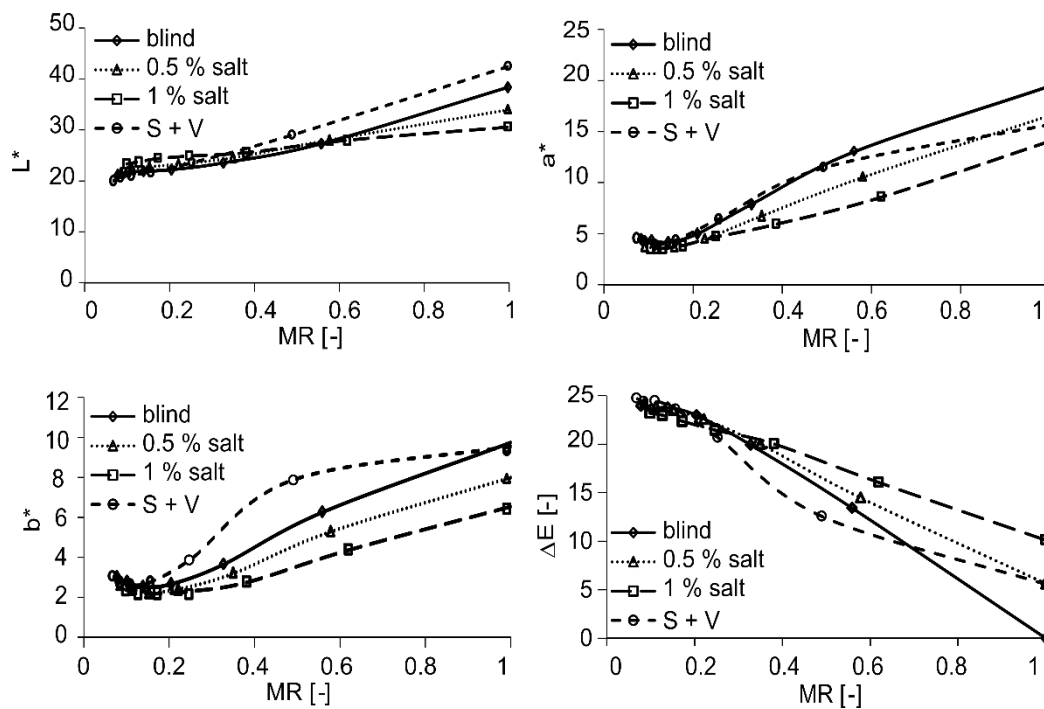 50
40
30
20
10
0
L*
blind
0.5 % salt
1 % salt
S + V
0 0.2 0.4 0.6 0.8 1
MR [-]
25
20
15
10
5
0
a*
blind
0.5 % salt
1 % salt
S + V
0 0.2 0.4 0.6 0.8 1
MR [-]
12
10
8
6
4
2
0
b*
blind
0.5 % salt
1 % salt
S + V
0 0.2 0.4 0.6 0.8 1
MR [-]
25
20
15
10
5
0
ΔE [-]
blind
0.5 % salt
1 % salt
S + V
0 0.2 0.4 0.6 0.8 1
MR [-]